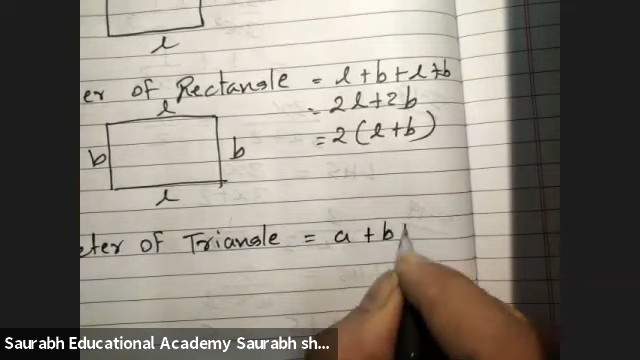 l
er of Rectangle = l+b+l+b
l = 2l+2b
b b = 2(l+b)
l
eter of Triangle = a + b
Saurabh Educational Academy Saurabh sh...